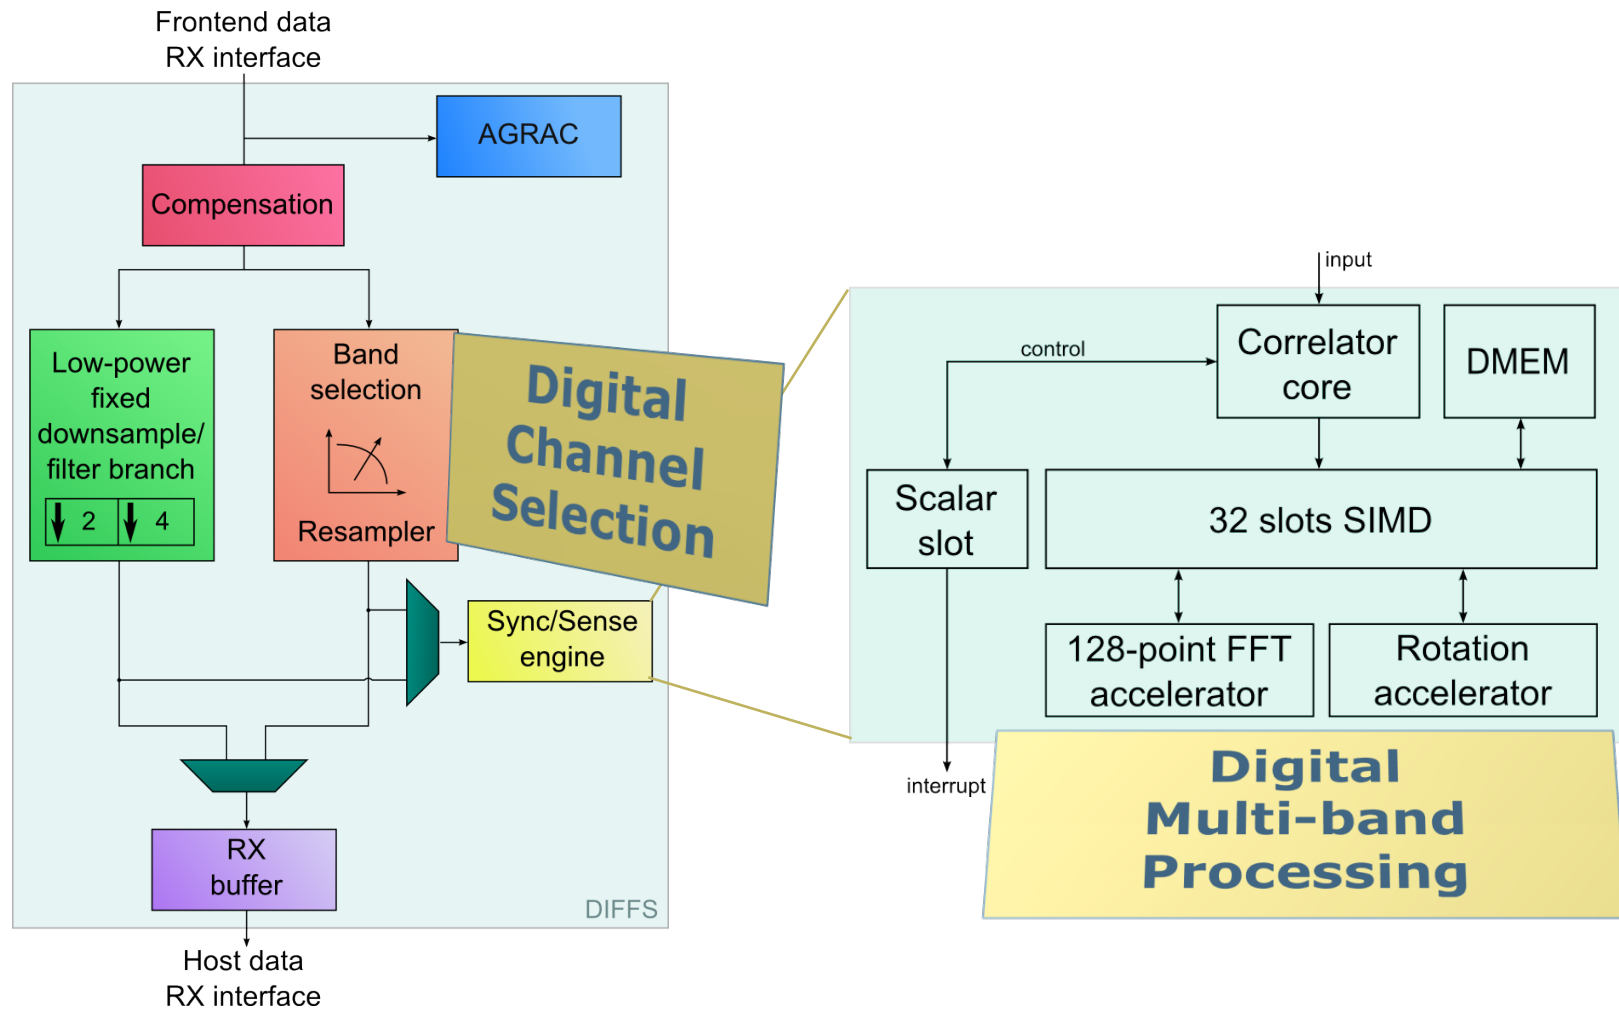 Frontend data
RX interface
AGRAC
Compensation
Low-power
fixed
downsample/
filter branch
2
4
Band
selection
Resampler
Digital
Channel
Selection
Sync/Sense
engine
RX
buffer
DIFFS
Host data
RX interface
input
control
Correlator
core
DMEM
Scalar
slot
32 slots SIMD
128-point FFT
accelerator
Rotation
accelerator
interrupt
Digital
Multi-band
Processing